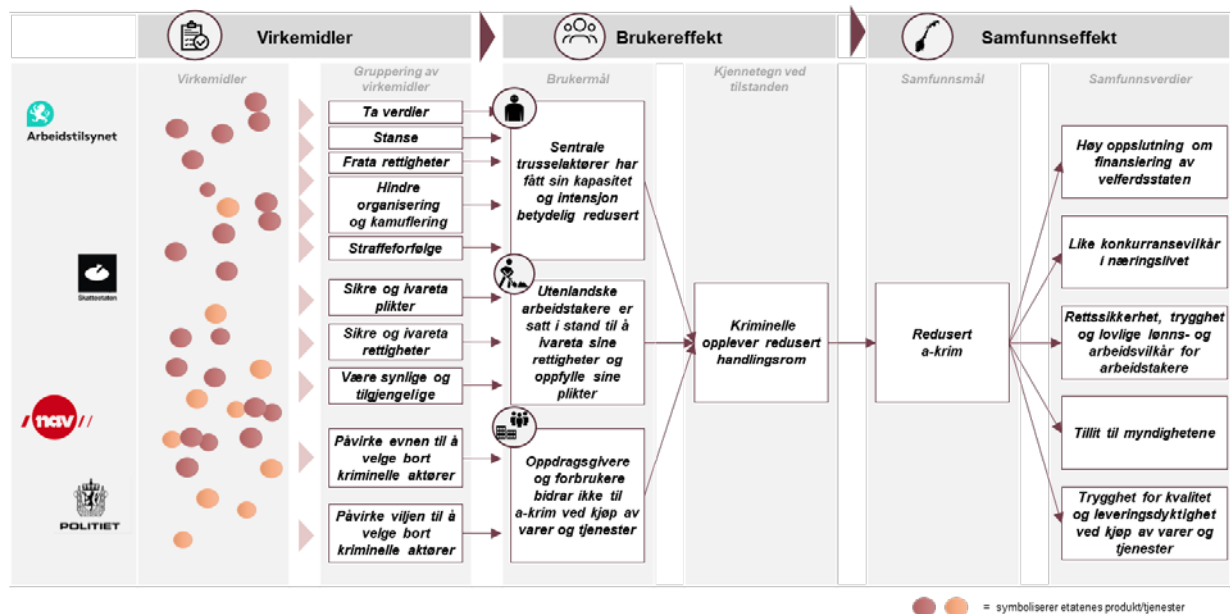 Virkemidler
Brukereffekt
Samfunnseffekt
Virkemidler
Gruppering av
virkemidler
Brukermål
Kjennetegn ved
tilstanden
Samfunnsmål
Samfunnsverdier
Arbeidstilsynet
Skatteetaten
/nav//
POLITIET
Ta verdier
Stanse
Frata rettigheter
Hindre
organisering
og kamuflering
Straffeforfølge
Sikre og ivareta
plikter
Sikre og ivareta
rettigheter
Være synlige og
tilgjengelige
Påvirke evnen til å
velge bort
kriminelle aktører
Påvirke viljen til å
velge bort
kriminelle aktører
Sentrale
trusselaktører har
fått sin kapasitet
og intensjon
betydelig redusert
Utenlandske
arbeidstakere er
satt i stand til å
ivareta sine
rettigheter og
oppfylle sine
plikter
Oppdragsgivere
og forbrukere
bidrar ikke til
a-krim ved kjøp av
varer og tjenester
Kriminelle
opplever redusert
handlingsrom
Redusert
a-krim
Høy oppslutning om
finansiering av
velferdsstaten
Like konkurransevilkår
i næringslivet
Rettssikkerhet, trygghet
og lovlige lønns- og
arbeidsvilkår for
arbeidstakere
Tillit til myndighetene
Trygghet for kvalitet
og leveringsdyktighet
ved kjøp av varer og
tjenester
= symboliserer etatenes produkt/tjenester